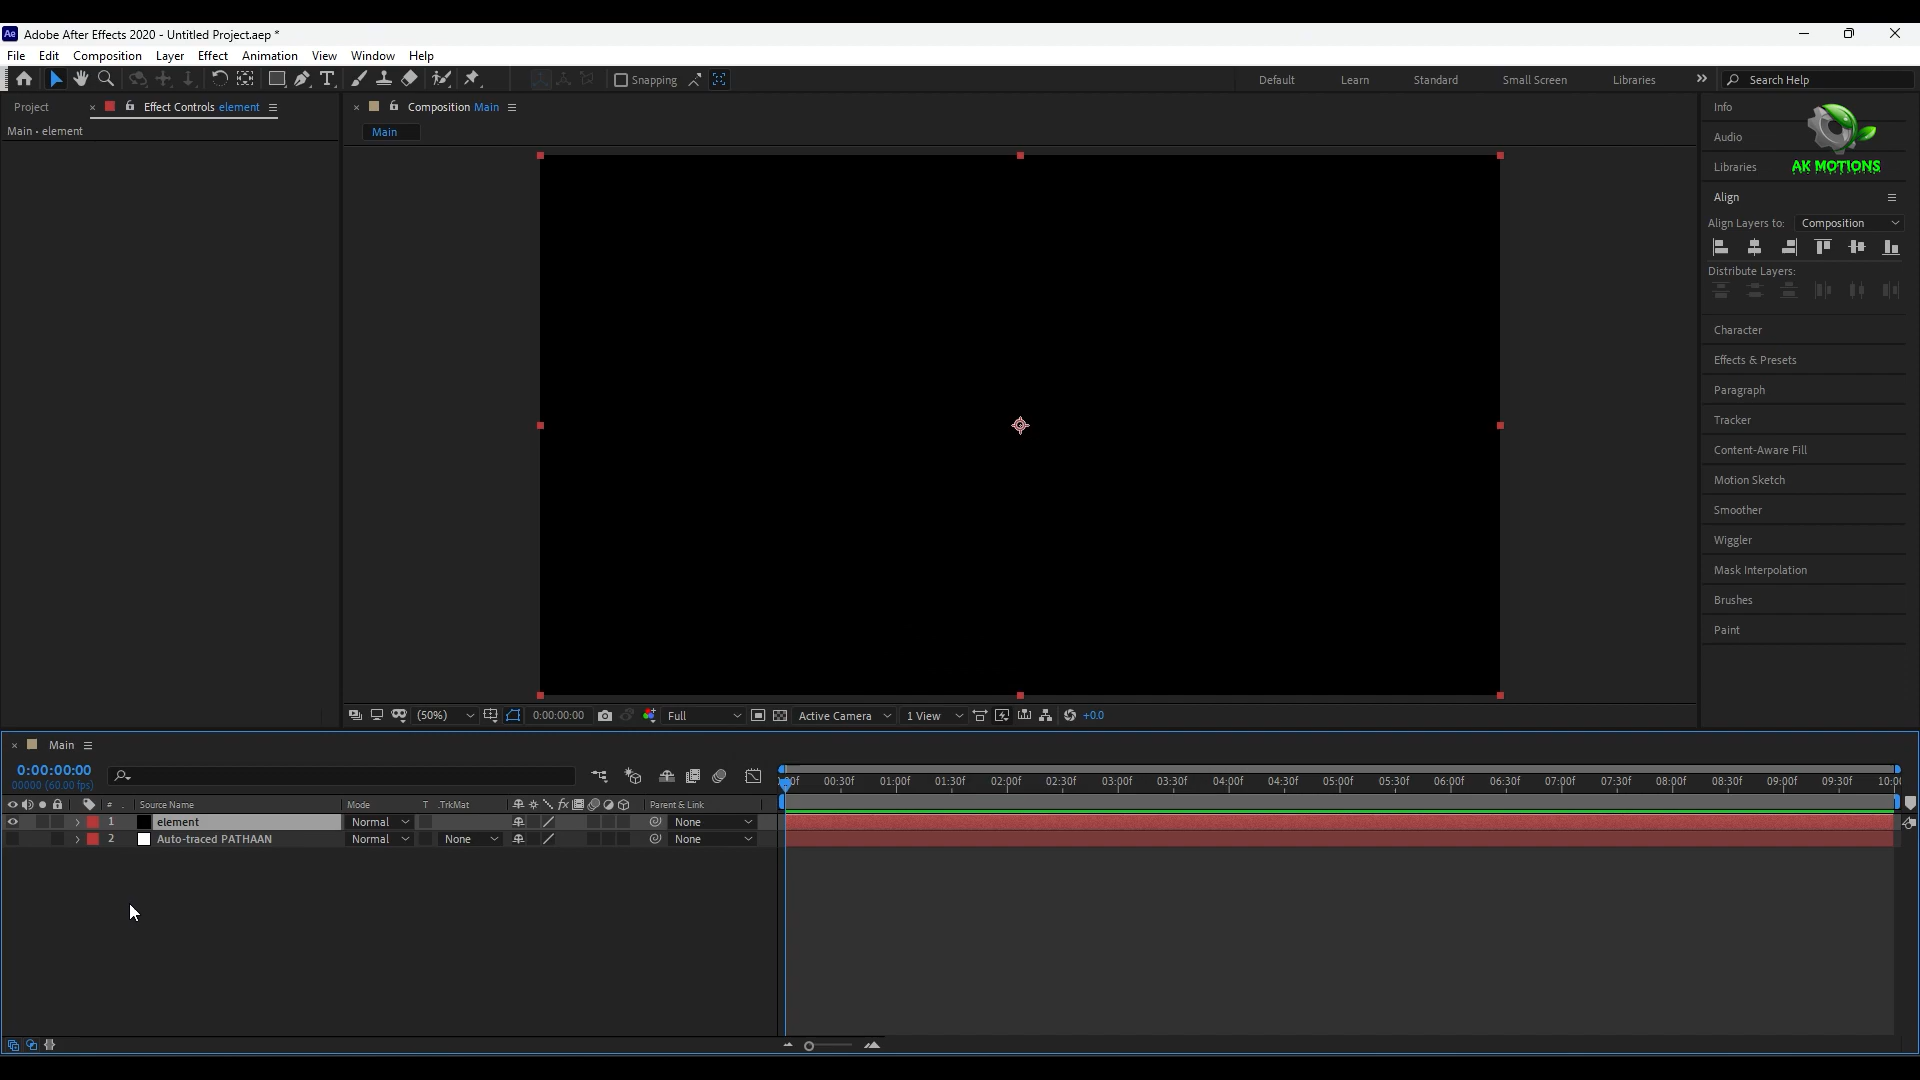 Ae Adobe After Effects 2020 - Untitled Project.aep *
File Edit Composition Layer Effect Animation View Window Help
Snapping Default Learn Standard Small Screen Libraries Search Help
Project Effect Controls element
Main • element
Composition Main
Main
Info
Audio
Libraries
AK MOTIONS
Align
Align Layers to: Composition
Distribute Layers:
Character
Effects & Presets
Paragraph
Tracker
Content-Aware Fill
Motion Sketch
Smoother
Wiggler
Mask Interpolation
Brushes
Paint
(50%) 0:00:00:00 Full Active Camera 1 View +0.0
Main
0:00:00:00
00000 (60.00 fps)
00:30f 01:00f 01:30f 02:00f 02:30f 03:00f 03:30f 04:00f 04:30f 05:00f 05:30f 06:00f 06:30f 07:00f 07:30f 08:00f 08:30f 09:00f 09:30f
# Source Name Mode T .TrkMat fx Parent & Link
1 element Normal None
2 Auto-traced PATHAAN Normal None None